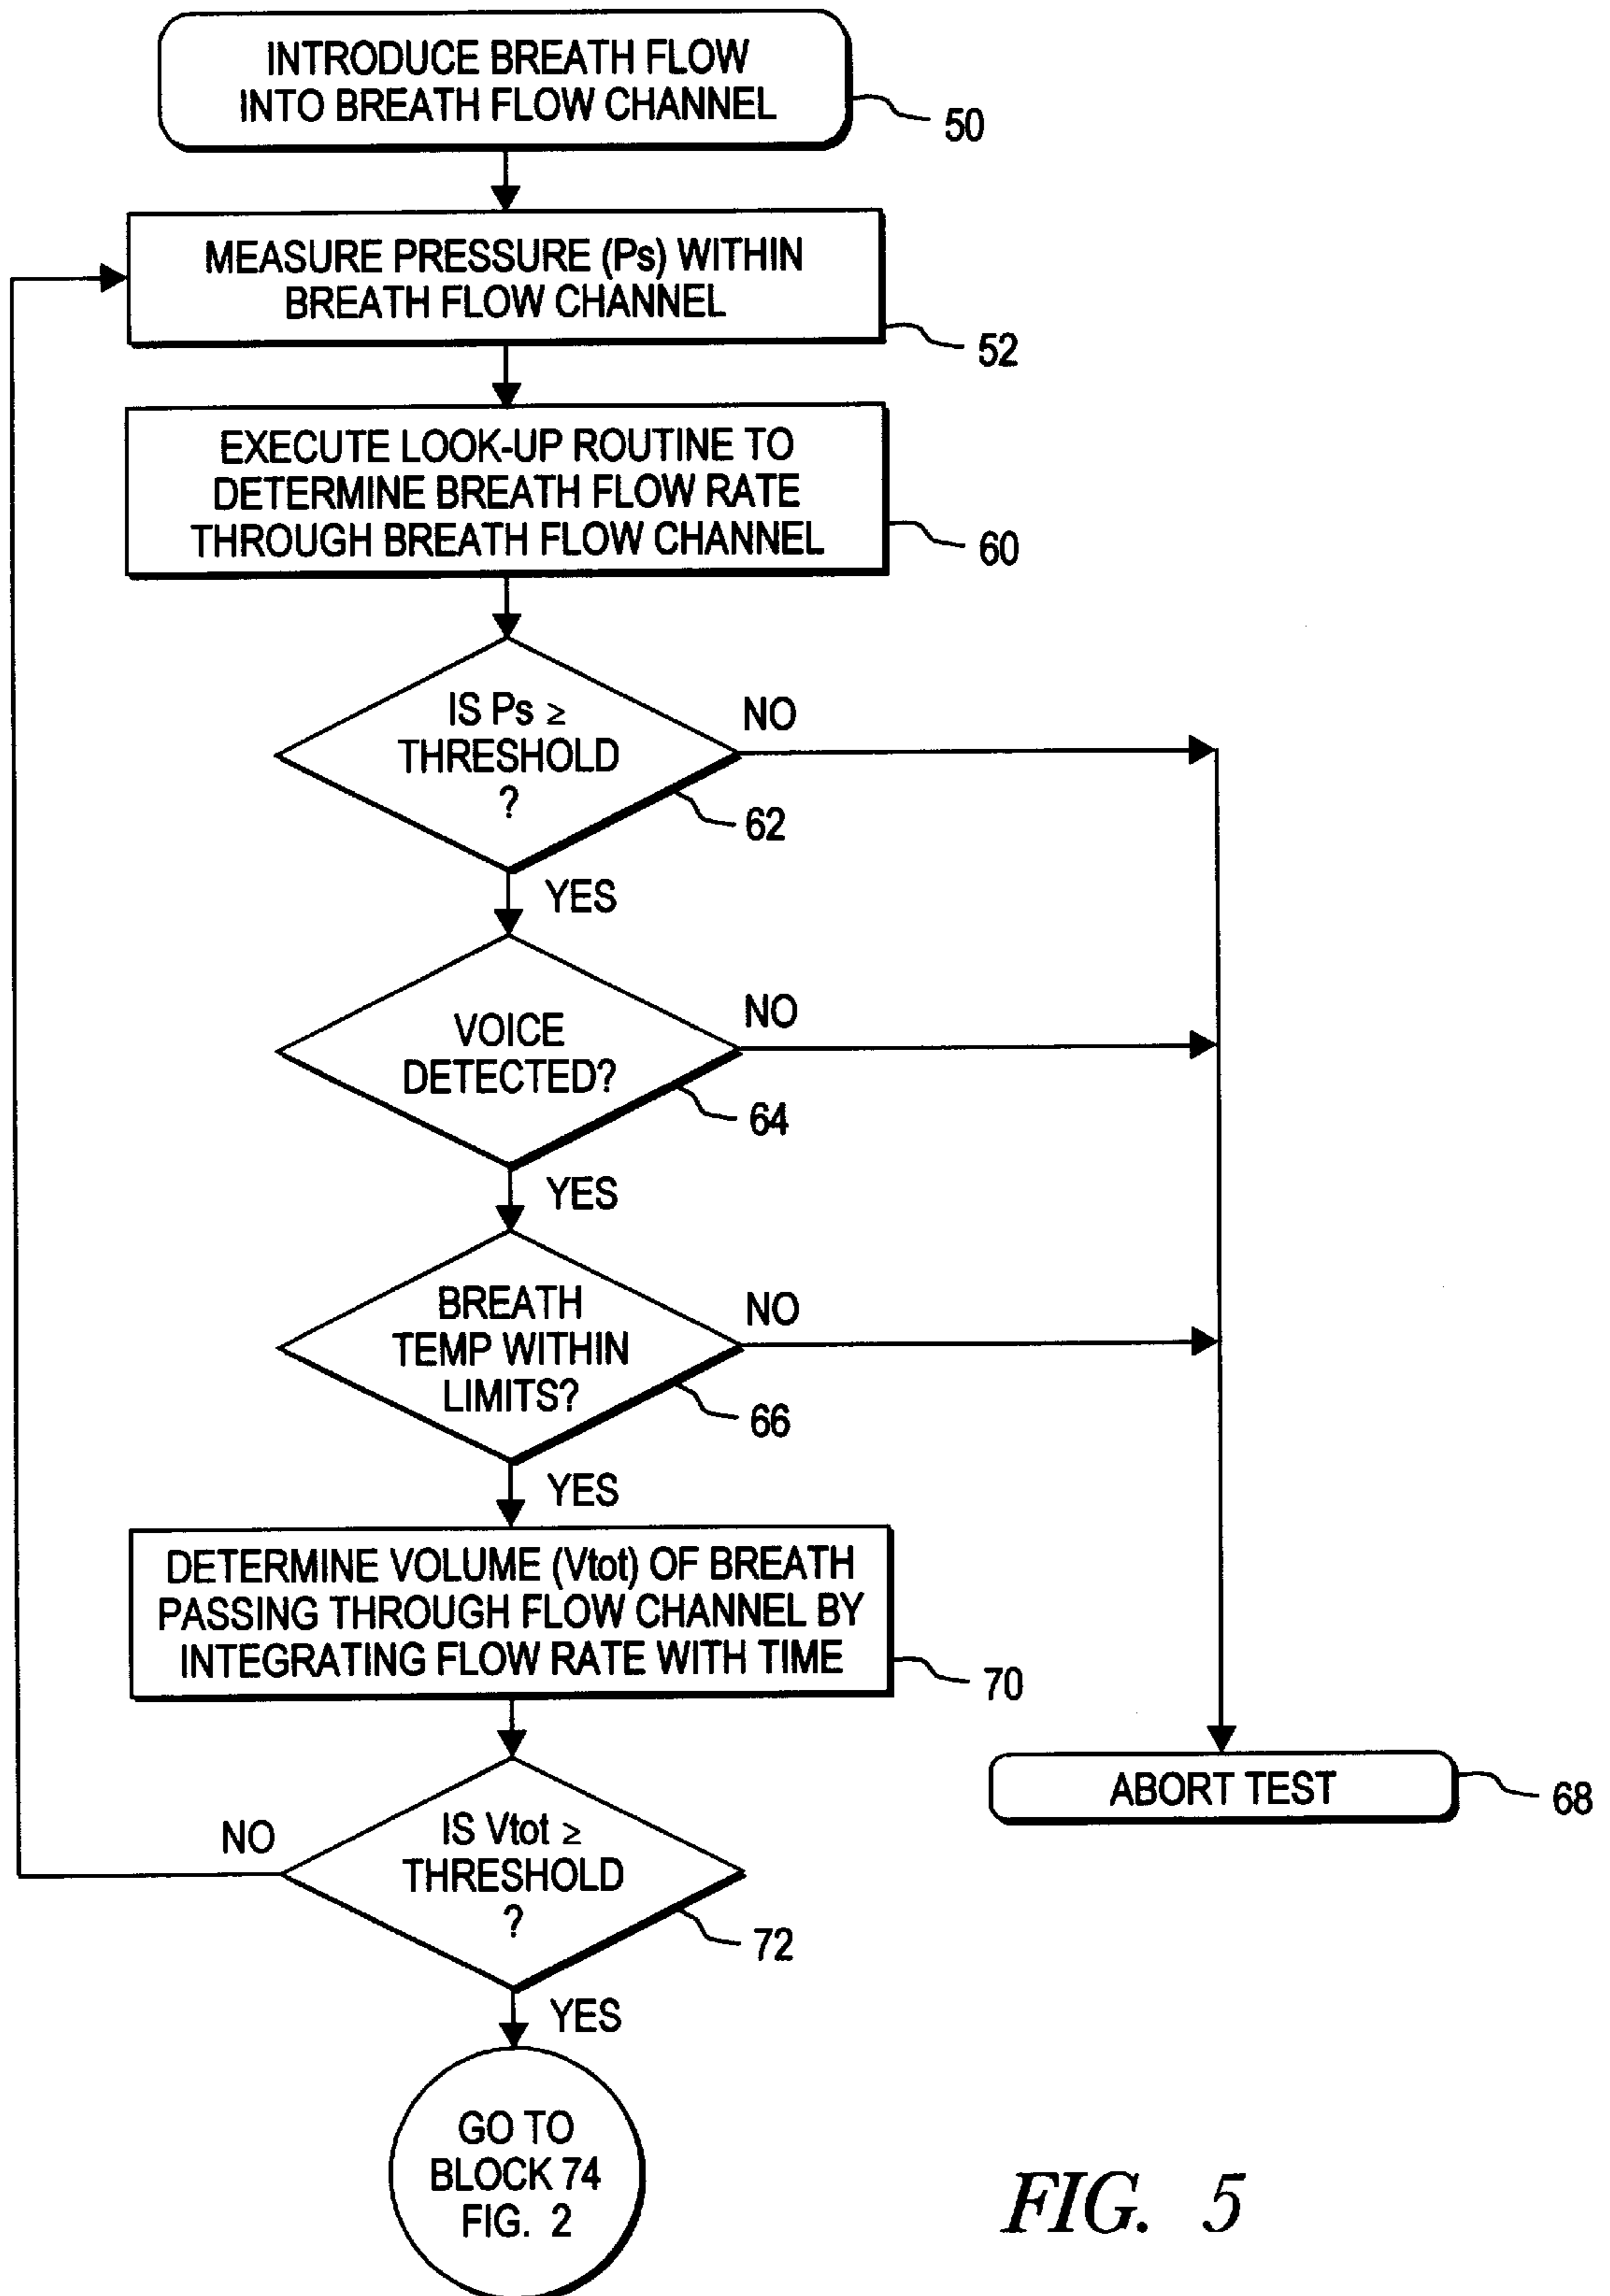 INTRODUCE BREATH FLOW
INTO BREATH FLOW CHANNEL
50
MEASURE PRESSURE (Ps) WITHIN
BREATH FLOW CHANNEL
52
EXECUTE LOOK-UP ROUTINE TO
DETERMINE BREATH FLOW RATE
THROUGH BREATH FLOW CHANNEL
60
IS Ps ≥
THRESHOLD
?
NO
62
YES
VOICE
DETECTED?
NO
64
YES
BREATH
TEMP WITHIN
LIMITS?
NO
66
YES
DETERMINE VOLUME (Vtot) OF BREATH
PASSING THROUGH FLOW CHANNEL BY
INTEGRATING FLOW RATE WITH TIME
70
ABORT TEST
68
NO
IS Vtot ≥
THRESHOLD
?
72
YES
GO TO
BLOCK 74
FIG. 2
FIG. 5